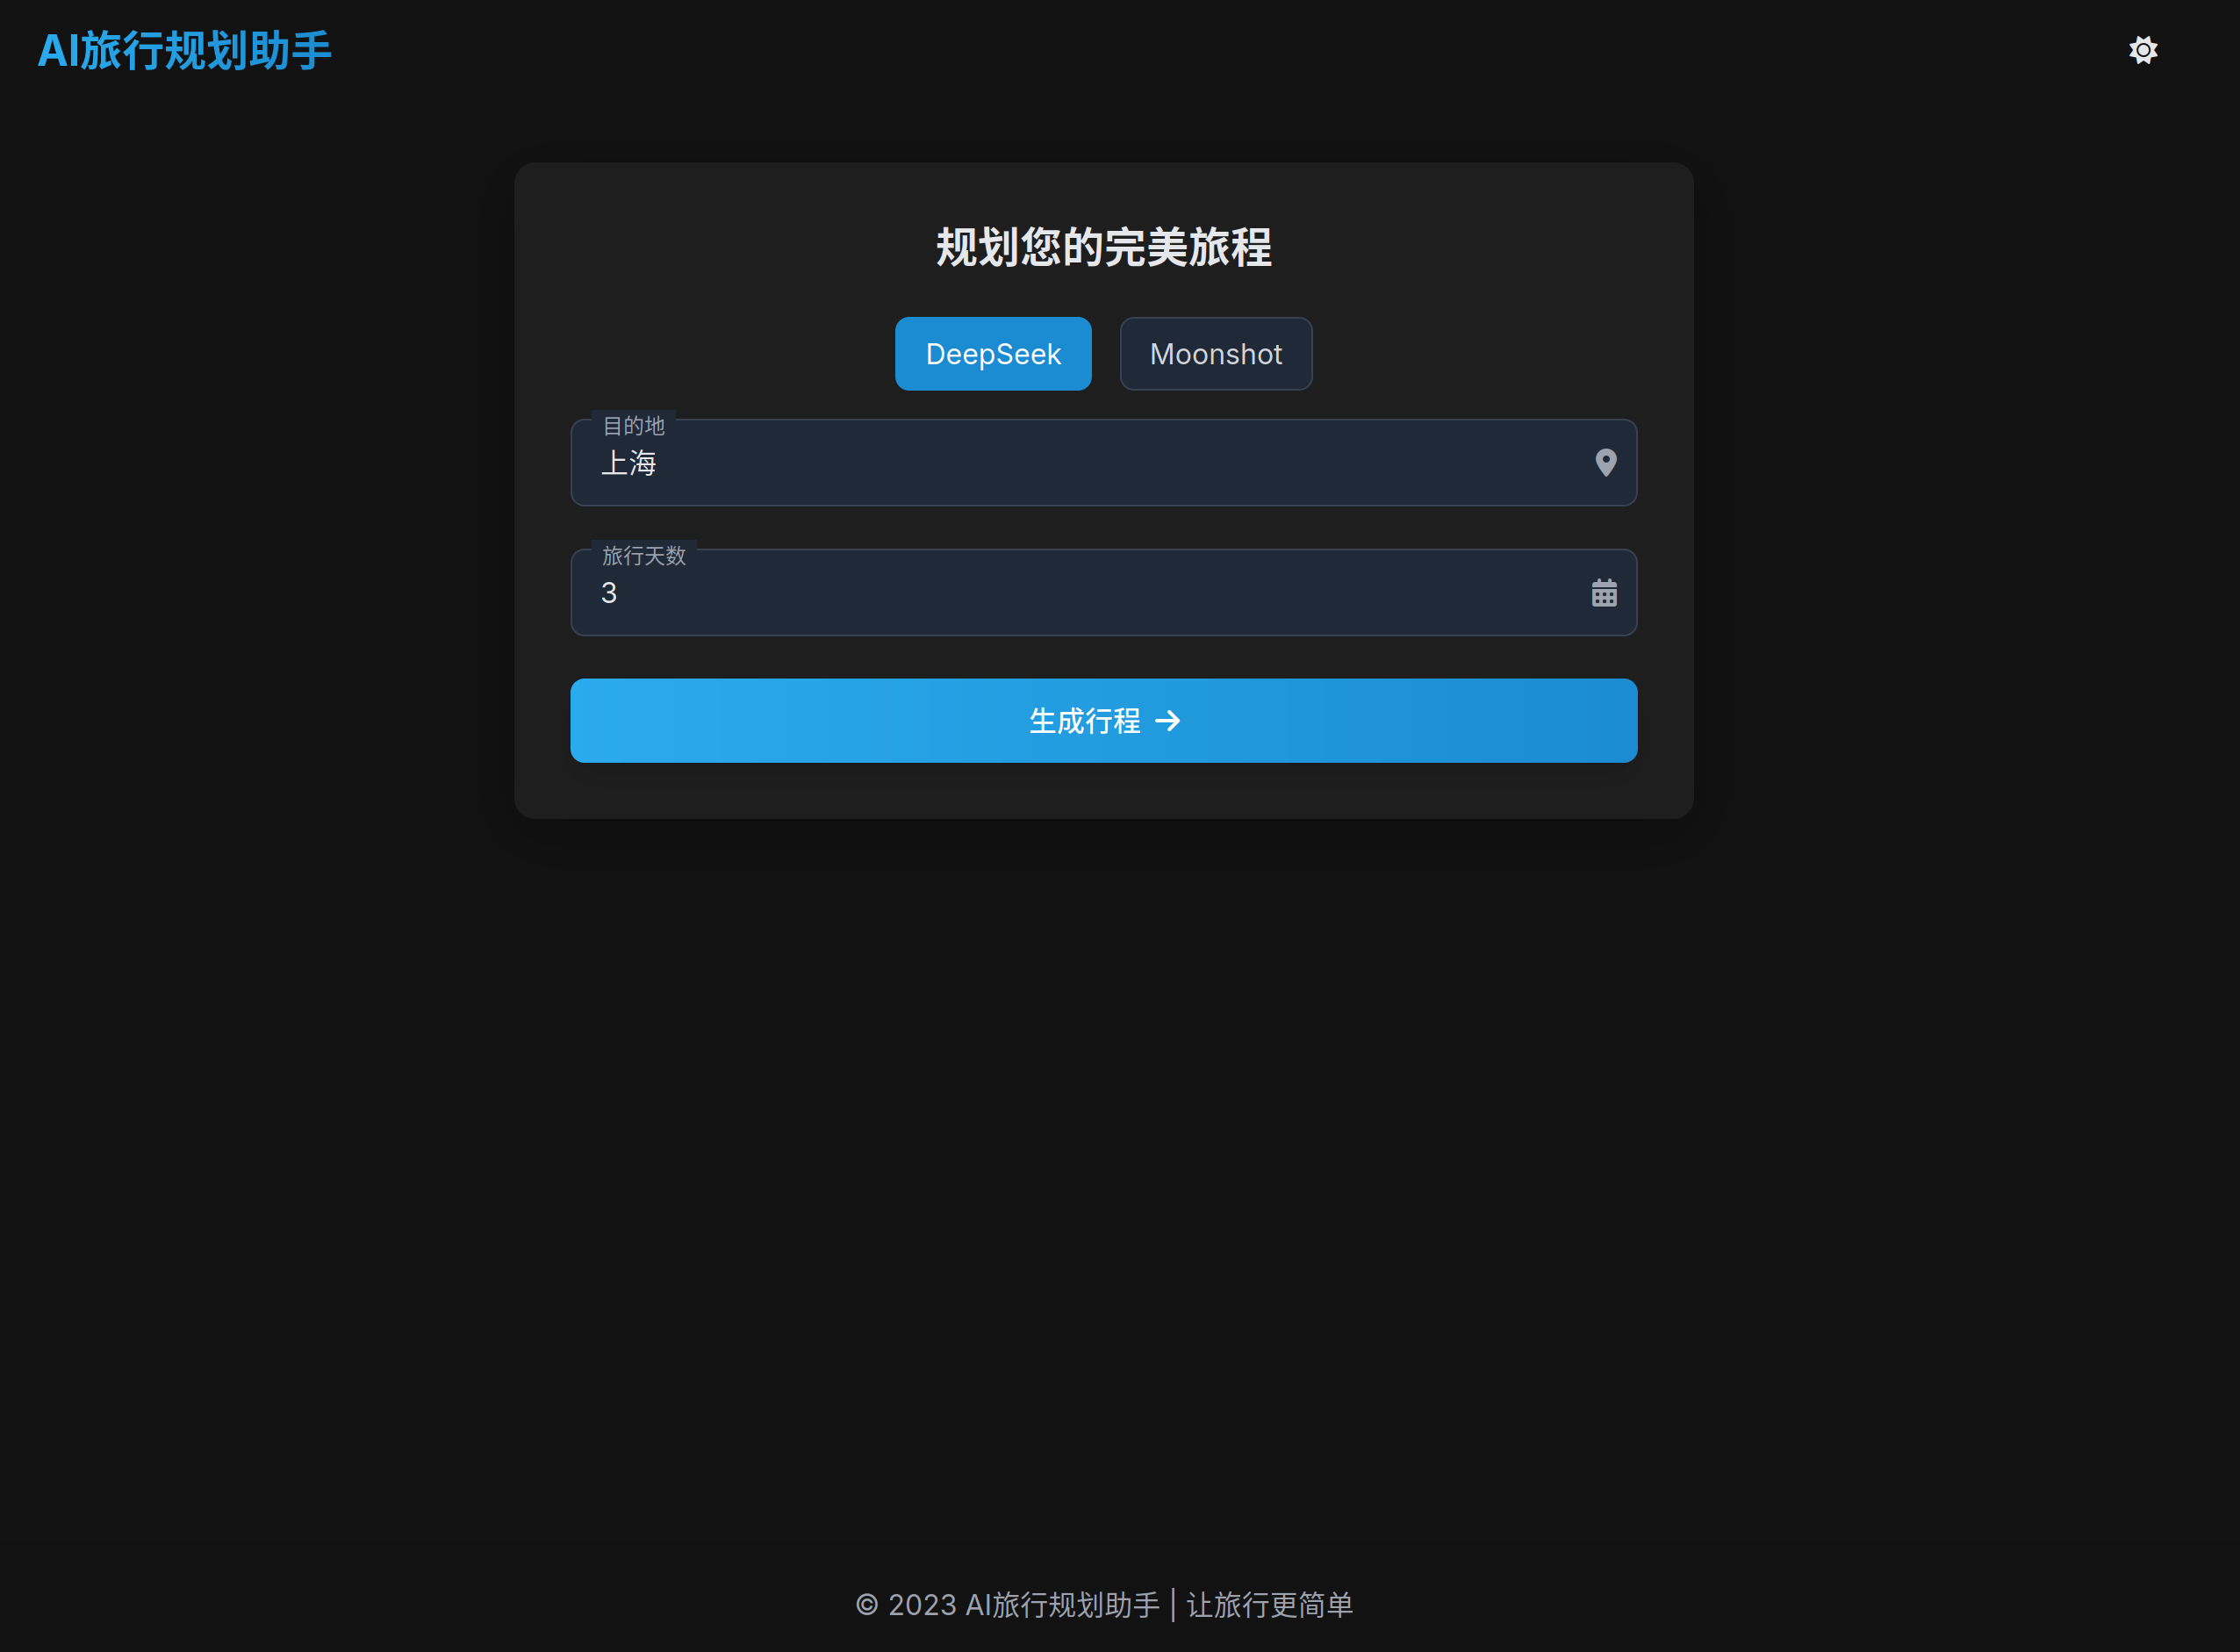 AI旅行规划助手
规划您的完美旅程
DeepSeek
Moonshot
目的地
上海
旅行天数
3
生成行程
© 2023 AI旅行规划助手 | 让旅行更简单